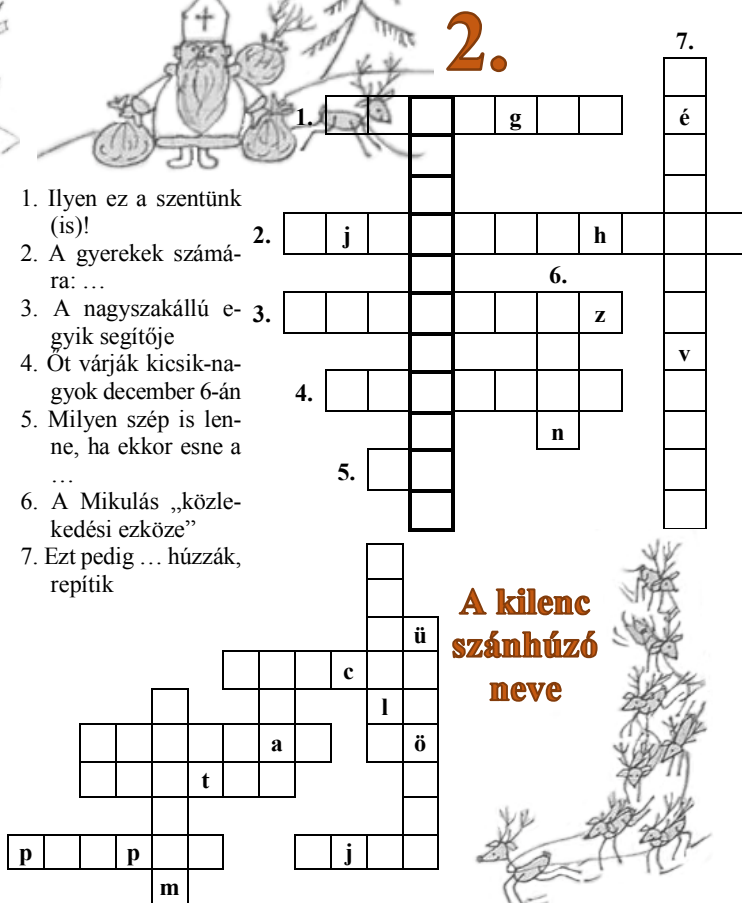 2.
7.
1.
g
é
1. Ilyen ez a szentünk
(is)!
2. A gyerekek számá-
ra: …
3. A nagyszakállú e-
gyik segítője
4. Őt várják kicsik-na-
gyok december 6-án
5. Milyen szép is len-
ne, ha ekkor esne a
…
6. A Mikulás „közle-
kedési ezköze”
7. Ezt pedig … húzzák,
repítik
2.
j
h
6.
3.
z
v
4.
n
5.
A kilenc
szánhúzó
neve
ü
c
l
a
ö
t
p
p
j
m